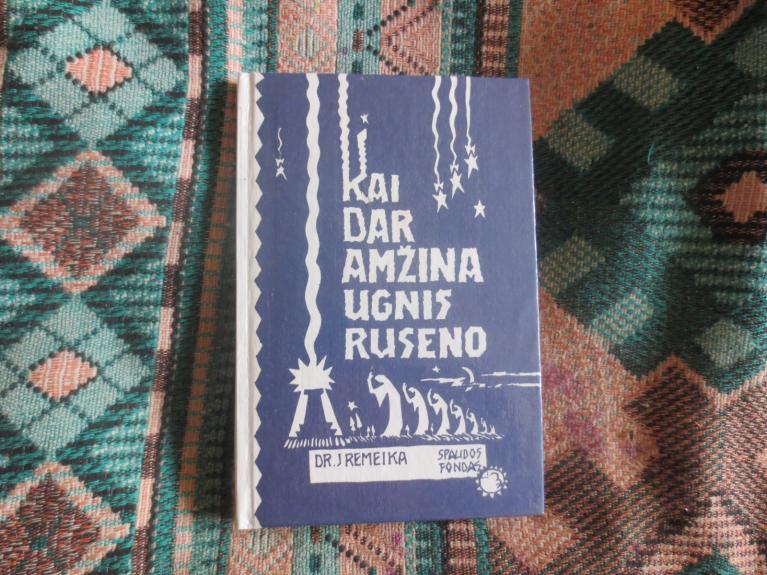 KAI
DAR
AMŽINA
UGNIS
RUSENO
DR. J REMEIKA
SPAUDOS
FONDAS